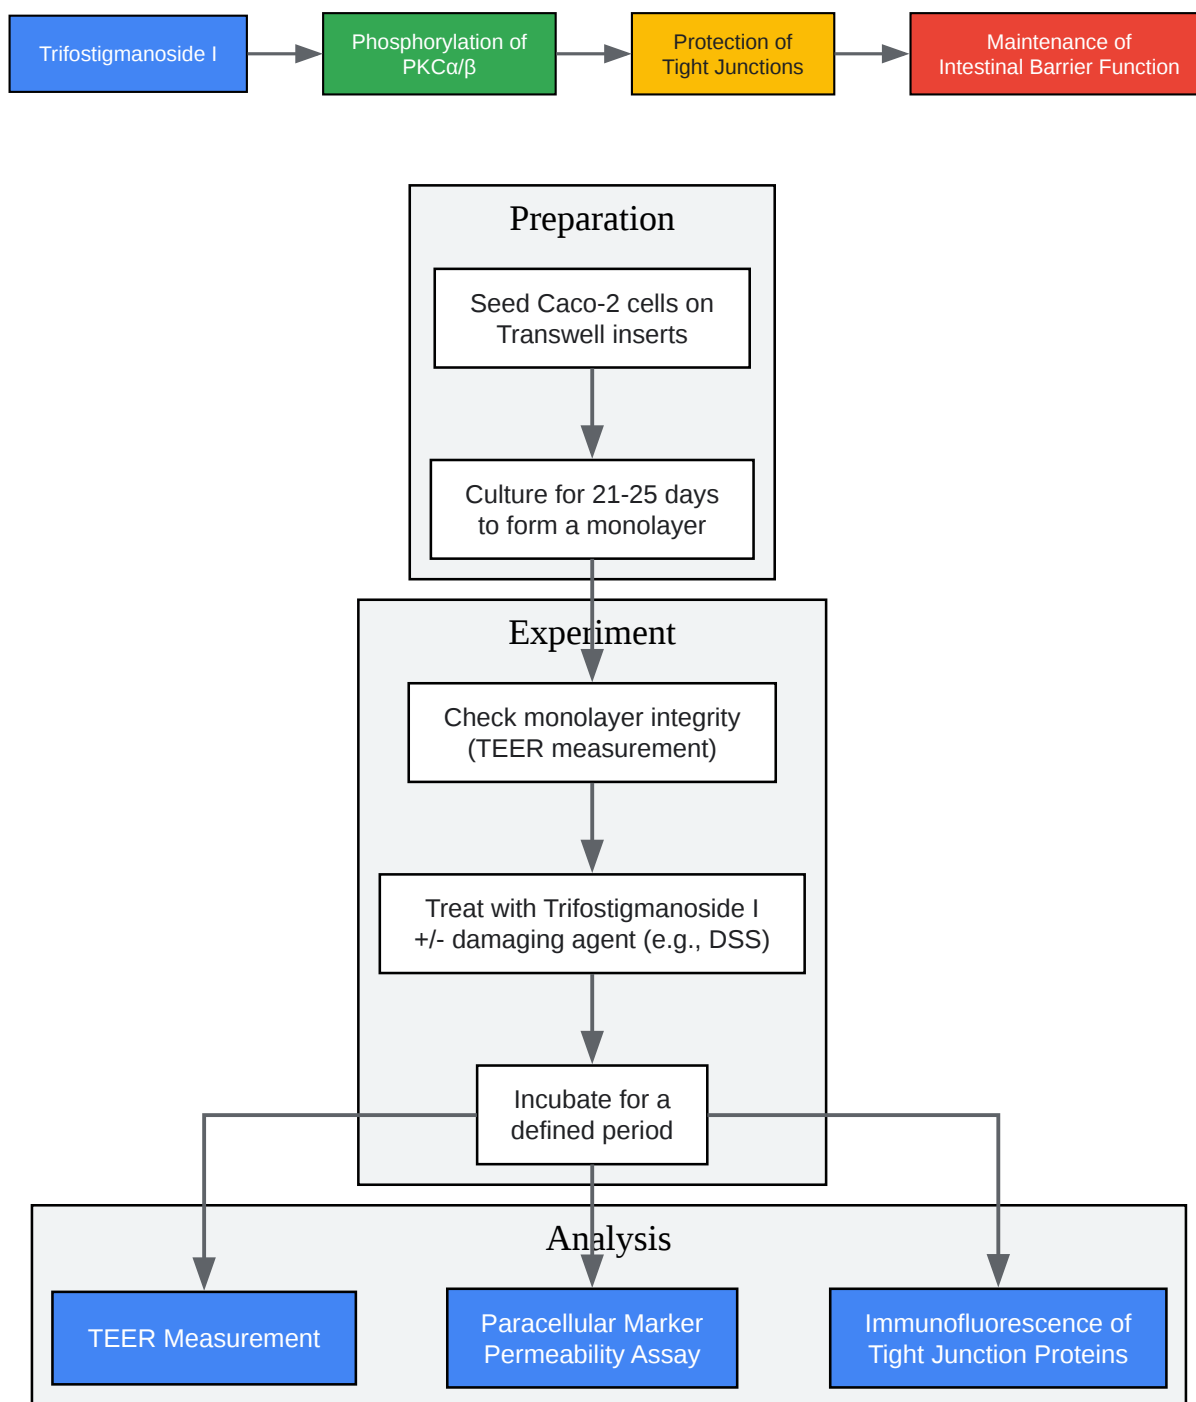 Trifostigmanoside I
Phosphorylation of
PKCα/β
Protection of
Tight Junctions
Maintenance of
Intestinal Barrier Function
Preparation
Seed Caco-2 cells on
Transwell inserts
Culture for 21-25 days
to form a monolayer
Experiment
Check monolayer integrity
(TEER measurement)
Treat with Trifostigmanoside I
+/- damaging agent (e.g., DSS)
Incubate for a
defined period
Analysis
TEER Measurement
Paracellular Marker
Permeability Assay
Immunofluorescence of
Tight Junction Proteins